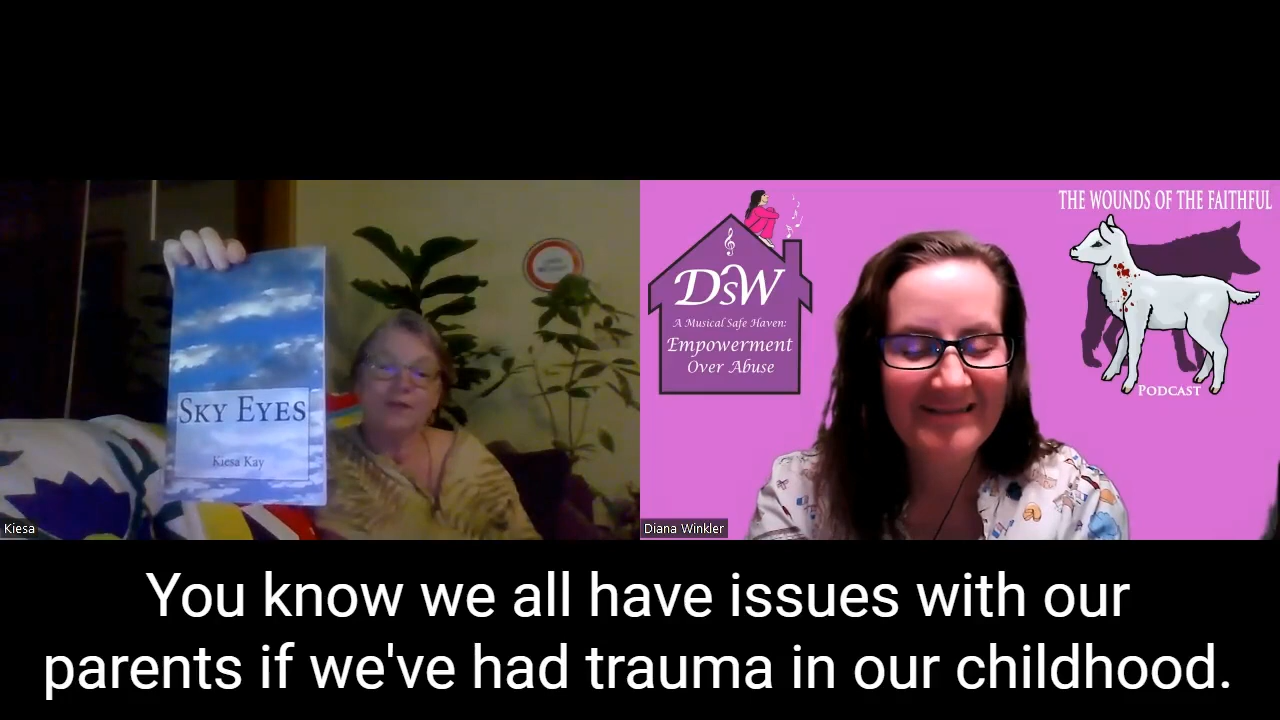 SKY EYES
Kiesa Kay
Kiesa
DSW
A Musical Safe Haven:
Empowerment
Over Abuse
THE WOUNDS OF THE FAITHFUL
PODCAST
Diana Winkler
You know we all have issues with our
parents if we've had trauma in our childhood.